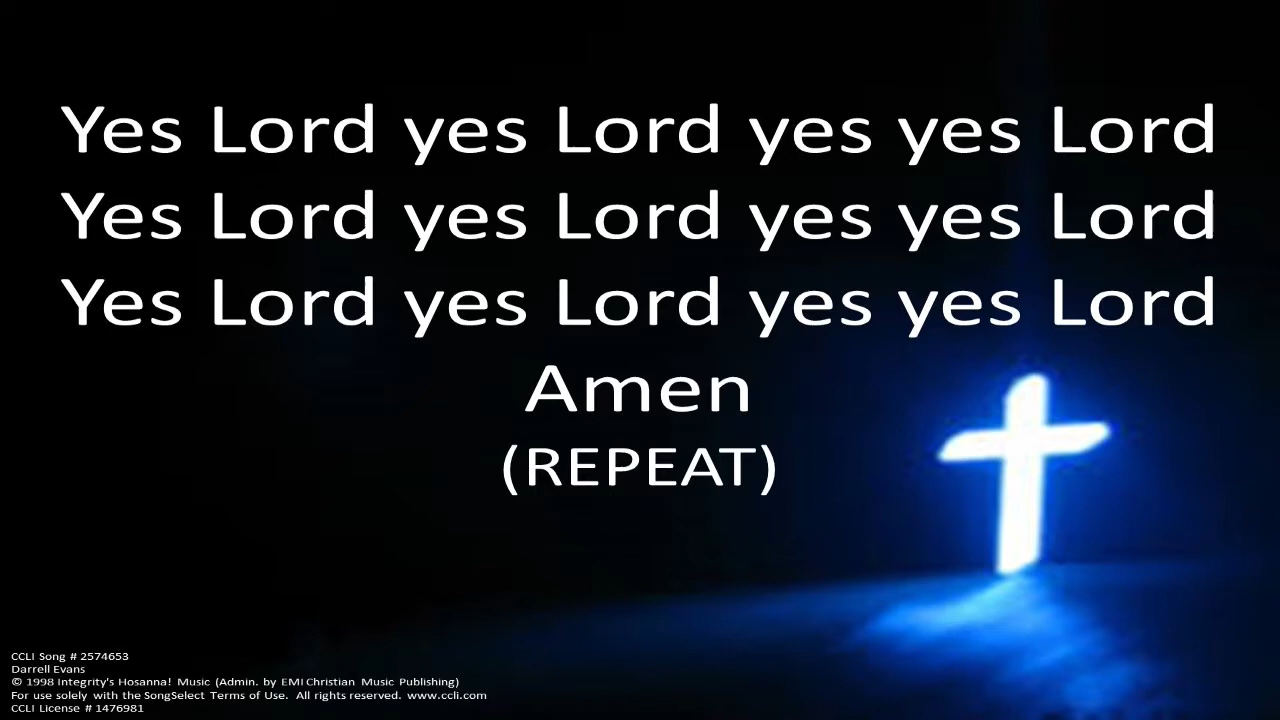 Yes Lord yes Lord yes yes Lord
Yes Lord yes Lord yes yes Lord
Yes Lord yes Lord yes yes Lord
Amen
(REPEAT)
CCLI Song # 2574653
Darrell Evans
© 1998 Integrity's Hosanna! Music (Admin. by EMI Christian Music Publishing)
For use solely with the SongSelect Terms of Use. All rights reserved. www.ccli.com
CCLI License # 1476981